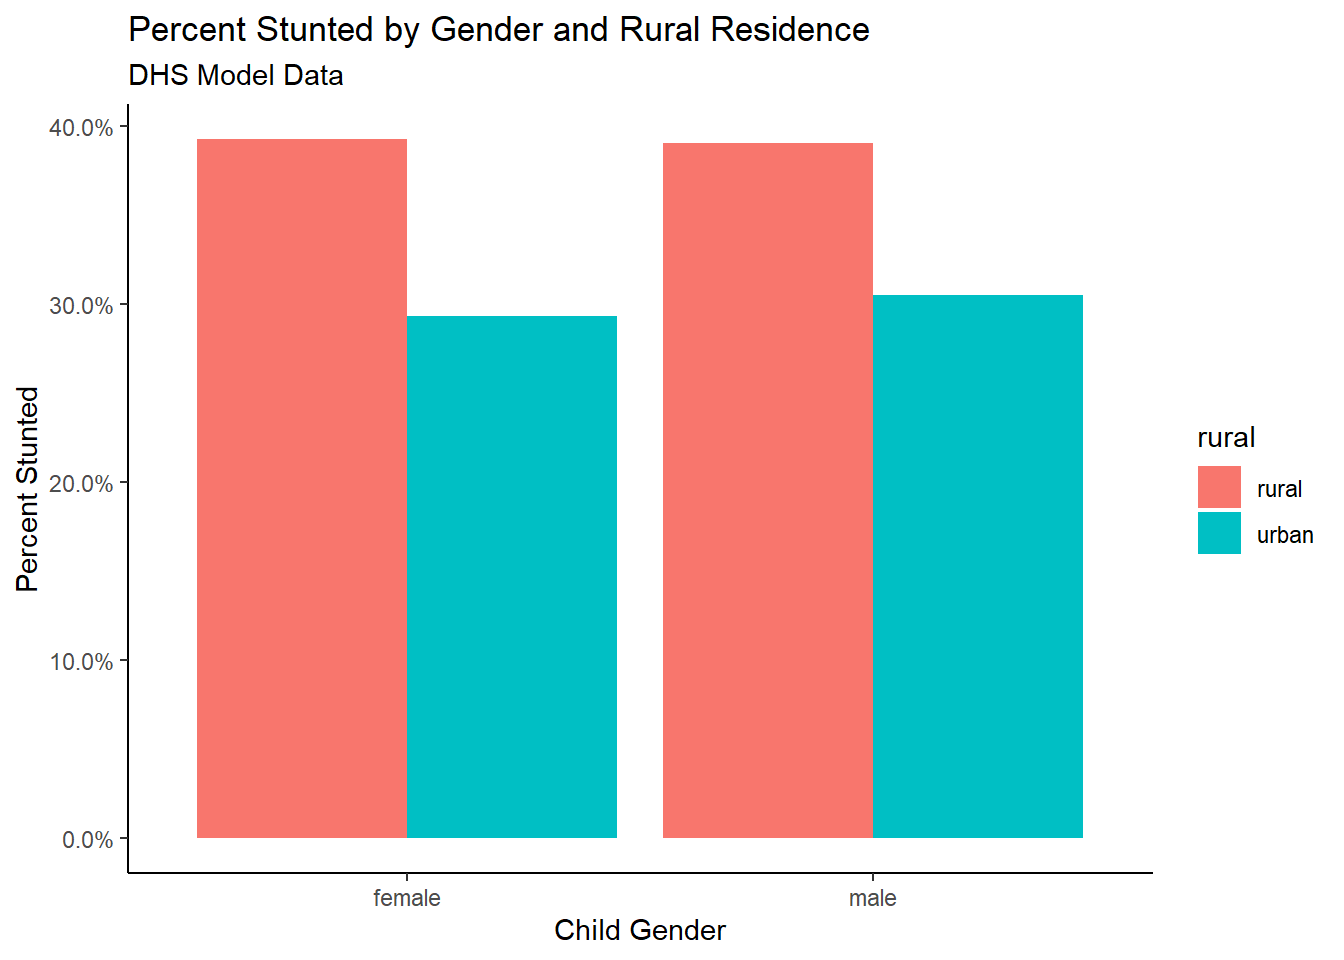 Percent Stunted by Gender and Rural Residence
DHS Model Data
40.0%
30.0%
20.0%
10.0%
0.0%
Percent Stunted
female
male
Child Gender
rural
rural
urban